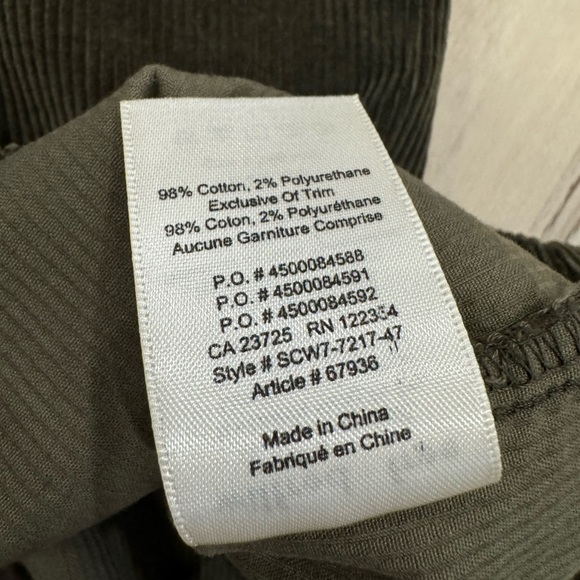 98% Cotton, 2% Polyurethane
Exclusive Of Trim
98% Coton, 2% Polyuréthane
Aucune Garniture Comprise
P.O. # 4500084588
P.O. # 4500084591
P.O. # 4500084592
CA 23725 RN 122354
Style # SCW7-7217-47
Article # 67936
Made in China
Fabriqué en Chine